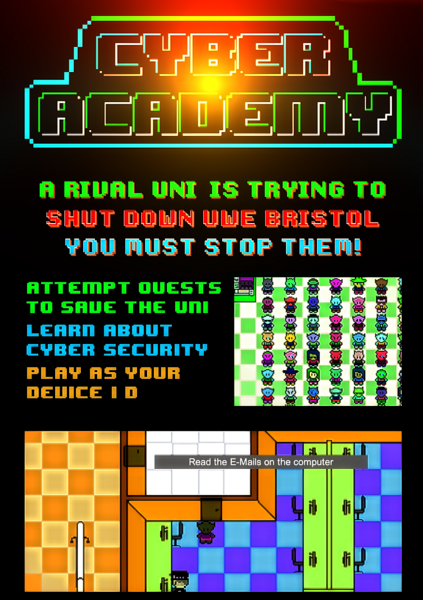 CYBER
ACADEMY
A RIVAL UNI IS TRYING TO
SHUT DOWN UWE BRISTOL
YOU MUST STOP THEM!
ATTEMPT QUESTS
TO SAVE THE UNI
LEARN ABOUT
CYBER SECURITY
PLAY AS YOUR
DEVICE I D
Read the E-Mails on the computer